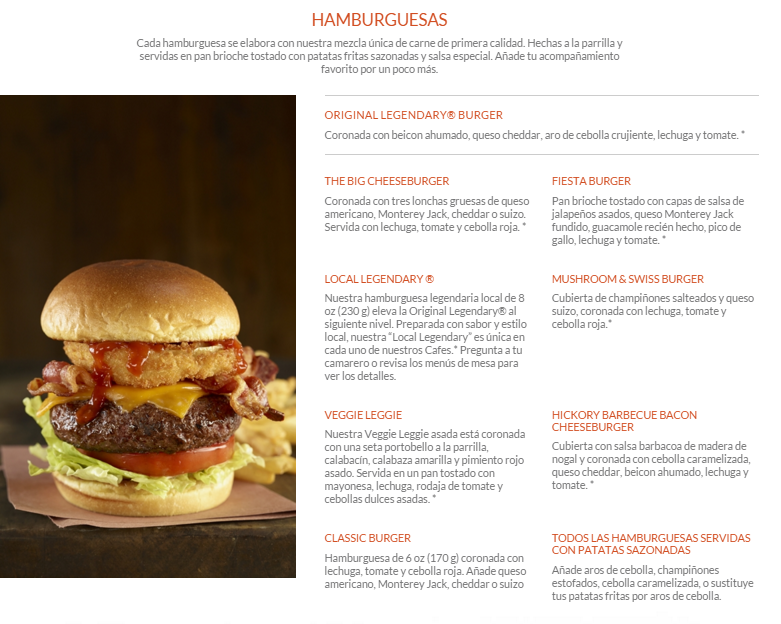 HAMBURGUESAS
Cada hamburguesa se elabora con nuestra mezcla única de carne de primera calidad. Hechas a la parrilla y
servidas en pan brioche tostado con patatas fritas sazonadas y salsa especial. Añade tu acompañamiento
favorito por un poco más.
ORIGINAL LEGENDARY® BURGER
Coronada con beicon ahumado, queso cheddar, aro de cebolla crujiente, lechuga y tomate. *
THE BIG CHEESEBURGER
Coronada con tres lonchas gruesas de queso
americano, Monterey Jack, cheddar o suizo.
Servida con lechuga, tomate y cebolla roja. *
FIESTA BURGER
Pan brioche tostado con capas de salsa de
jalapeños asados, queso Monterey Jack
fundido, guacamole recién hecho, pico de
gallo, lechuga y tomate. *
LOCAL LEGENDARY ®
Nuestra hamburguesa legendaria local de 8
oz (230 g) eleva la Original Legendary® al
siguiente nivel. Preparada con sabor y estilo
local, nuestra "Local Legendary" es única en
cada uno de nuestros Cafes.* Pregunta a tu
camarero o revisa los menús de mesa para
ver los detalles.
MUSHROOM & SWISS BURGER
Cubierta de champiñones salteados y queso
suizo, coronada con lechuga, tomate y
cebolla roja.*
VEGGIE LEGGIE
Nuestra Veggie Leggie asada está coronada
con una seta portobello a la parrilla,
calabacín, calabaza amarilla y pimiento rojo
asado. Servida en un pan tostado con
mayonesa, lechuga, rodaja de tomate y
cebollas dulces asadas. *
HICKORY BARBECUE BACON
CHEESEBURGER
Cubierta con salsa barbacoa de madera de
nogal y coronada con cebolla caramelizada,
queso cheddar, beicon ahumado, lechuga y
tomate. *
CLASSIC BURGER
Hamburguesa de 6 oz (170 g) coronada con
lechuga, tomate y cebolla roja. Añade queso
americano, Monterey Jack, cheddar o suizo
TODOS LAS HAMBURGUESAS SERVIDAS
CON PATATAS SAZONADAS
Añade aros de cebolla, champiñones
estofados, cebolla caramelizada, o sustituye
tus patatas fritas por aros de cebolla.